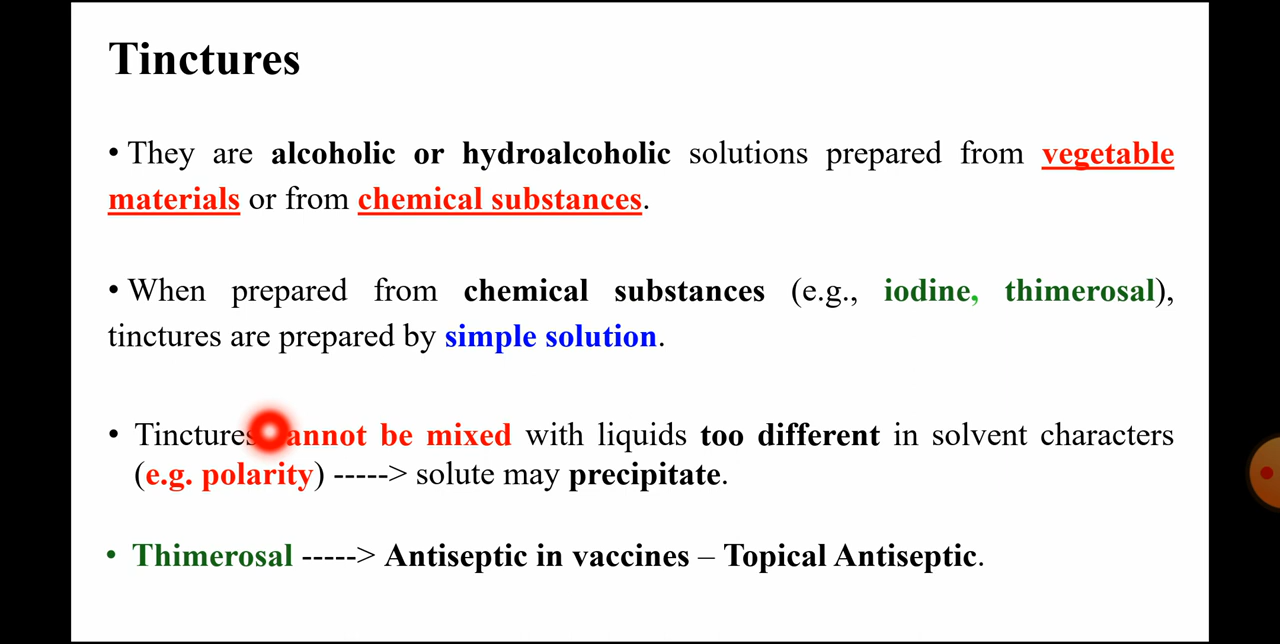 Tinctures
• They are alcoholic or hydroalcoholic solutions prepared from vegetable
materials or from chemical substances.
• When prepared from chemical substances (e.g., iodine, thimerosal),
tinctures are prepared by simple solution.
• Tinctures cannot be mixed with liquids too different in solvent characters
(e.g. polarity) -----> solute may precipitate.
• Thimerosal -----> Antiseptic in vaccines – Topical Antiseptic.